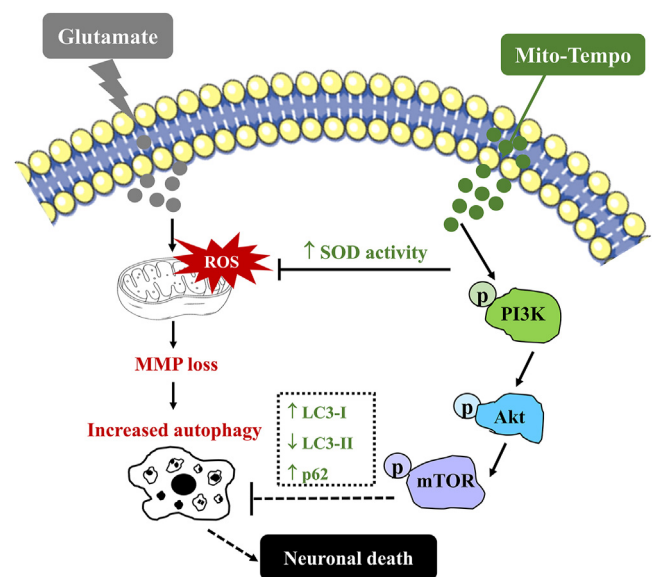 Glutamate
Mito-Tempo
ROS
↑ SOD activity
p
PI3K
MMP loss
p
Akt
Increased autophagy
↑ LC3-I
↓ LC3-II
↑ p62
p
mTOR
Neuronal death